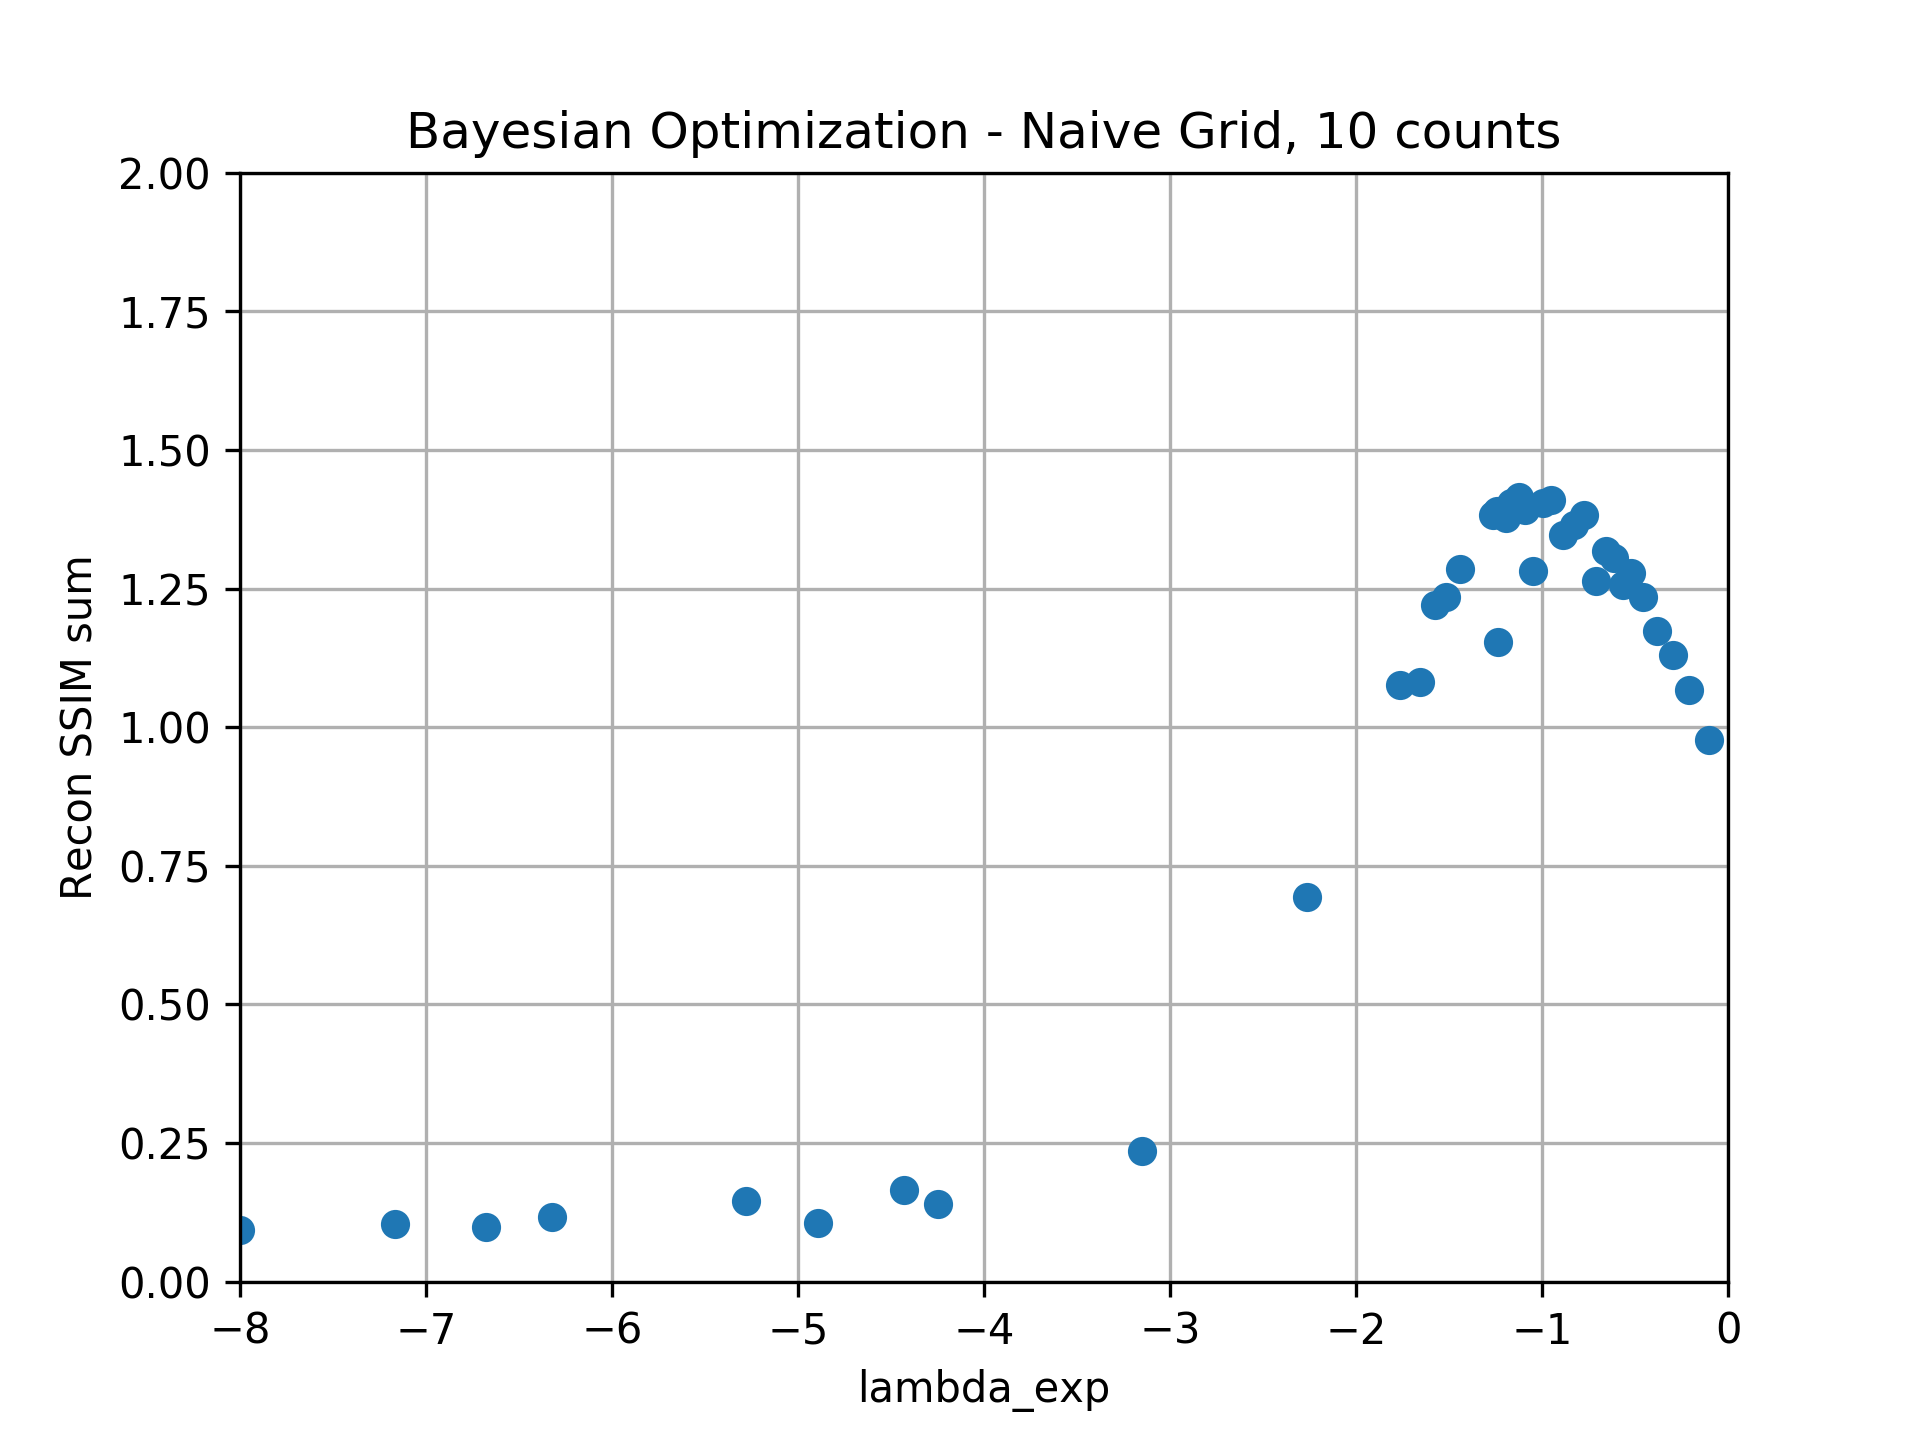 Bayesian Optimization - Naive Grid, 10 counts
2.00
1.75
1.50
1.25
1.00
0.75
0.50
0.25
0.00
Recon SSIM sum
−8 −7 −6 −5 −4 −3 −2 −1 0
lambda_exp